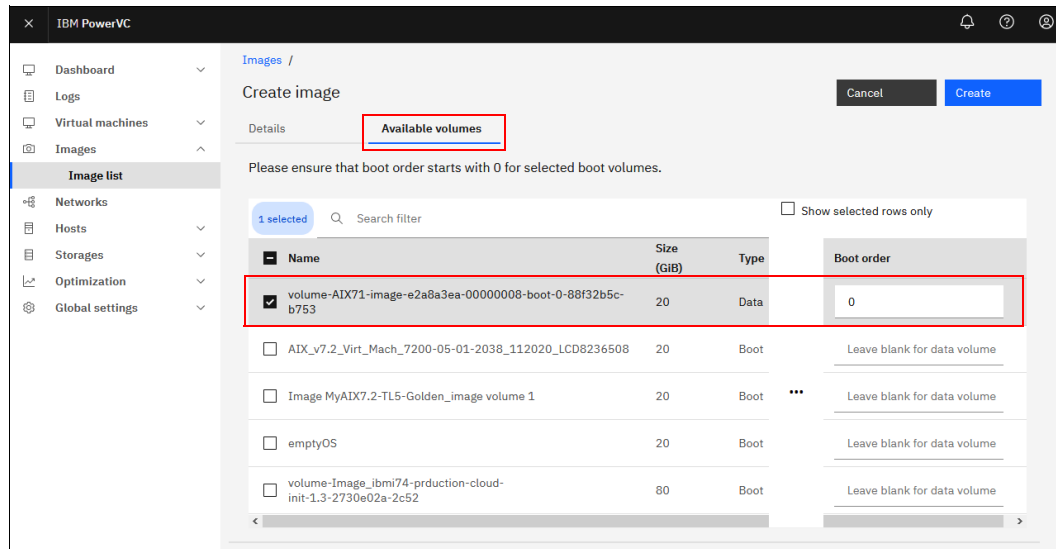 IBM PowerVC
Dashboard
Logs
Virtual machines
Images
Image list
Networks
Hosts
Storages
Optimization
Global settings
Images /
Create image
Cancel
Create
Details
Available volumes
Please ensure that boot order starts with 0 for selected boot volumes.
1 selected
Search filter
Show selected rows only
Name
Size
(GiB)
Type
Boot order
volume-AIX71-image-e2a8a3ea-00000008-boot-0-88f32b5c-
b753
20
Data
0
AIX_v7.2_Virt_Mach_7200-05-01-2038_112020_LCD8236508
20
Boot
Leave blank for data volume
Image MyAIX7.2-TL5-Golden_image volume 1
20
Boot
•••
Leave blank for data volume
emptyOS
20
Boot
Leave blank for data volume
volume-Image_ibmi74-prduction-cloud-
init-1.3-2730e02a-2c52
80
Boot
Leave blank for data volume